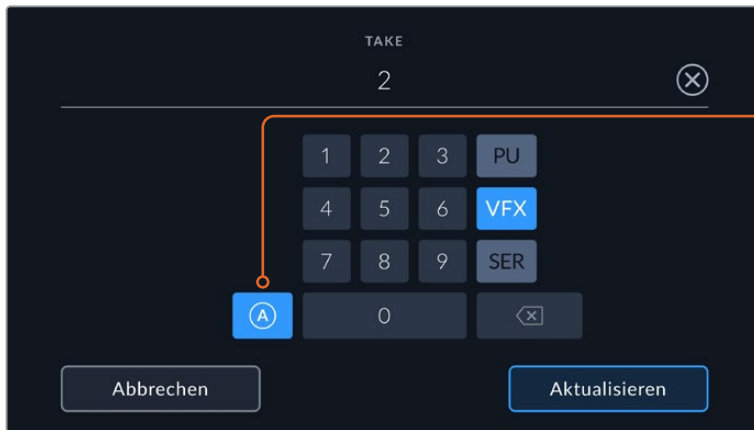 TAKE
2
1 2 3 PU
4 5 6 VFX
7 8 9 SER
A 0
Abbrechen Aktualisieren